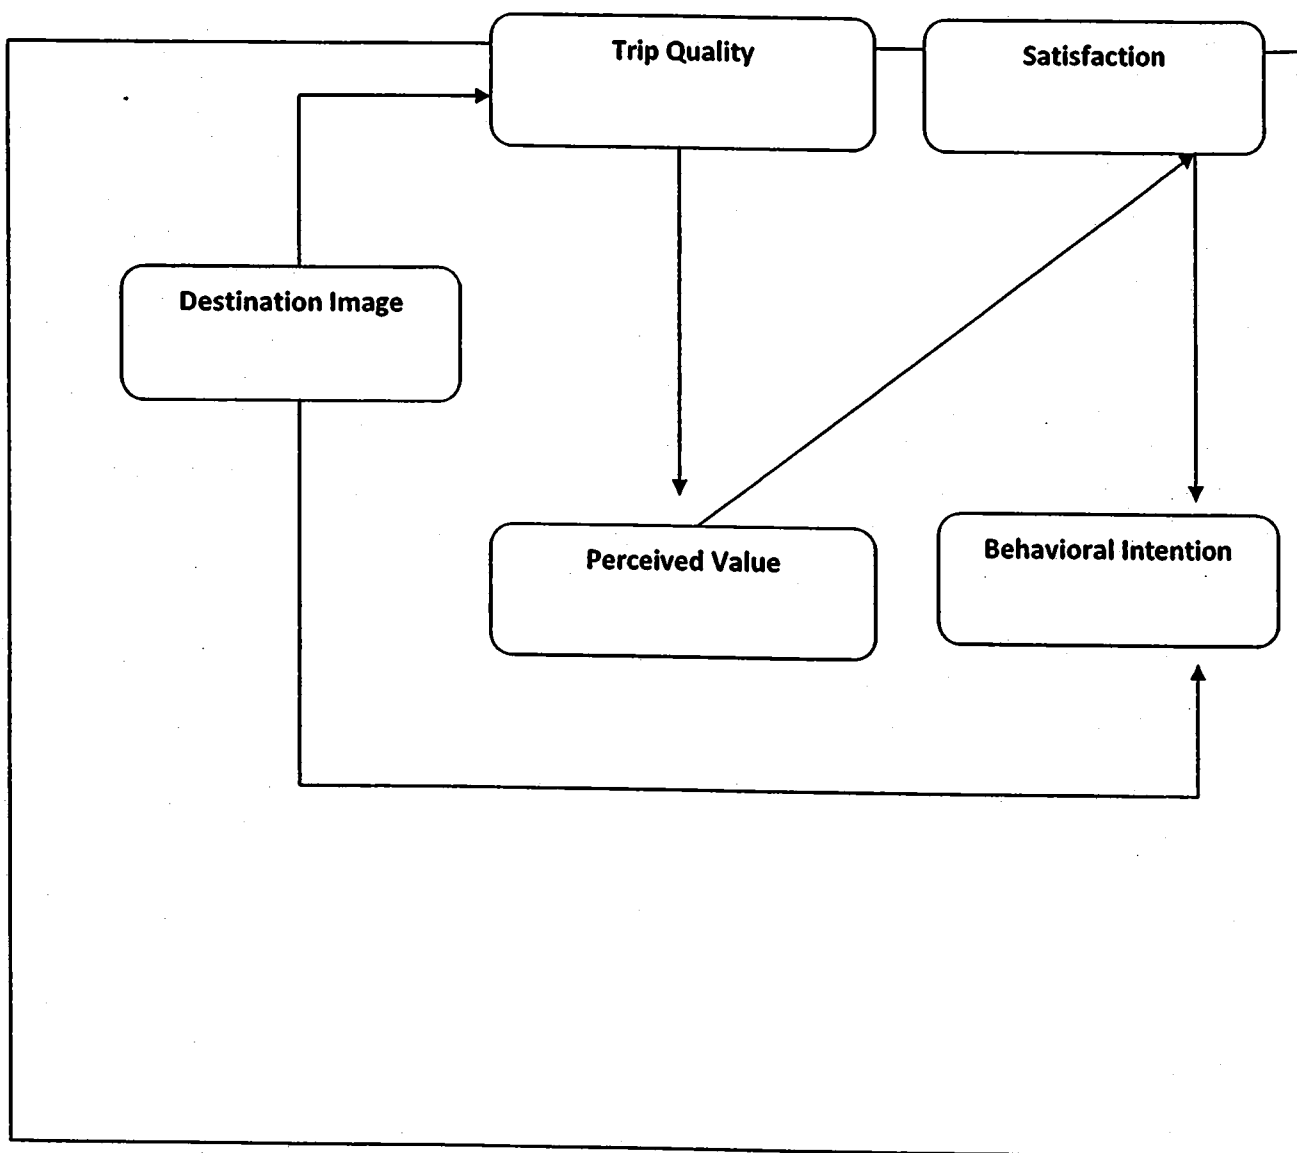 Trip Quality
Satisfaction
Destination Image
Perceived Value
Behavioral Intention